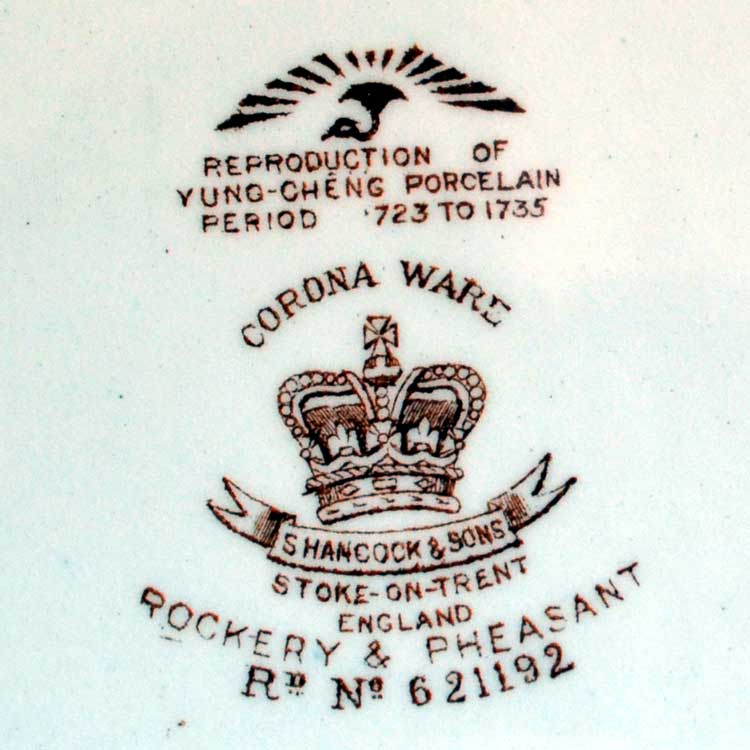 REPRODUCTION OF
YUNG-CHÊNG PORCELAIN
PERIOD 1723 TO 1735
CORONA WARE
S HANCOCK & SONS
STOKE-ON-TRENT
ENGLAND
ROCKERY & PHEASANT
RD No 621192